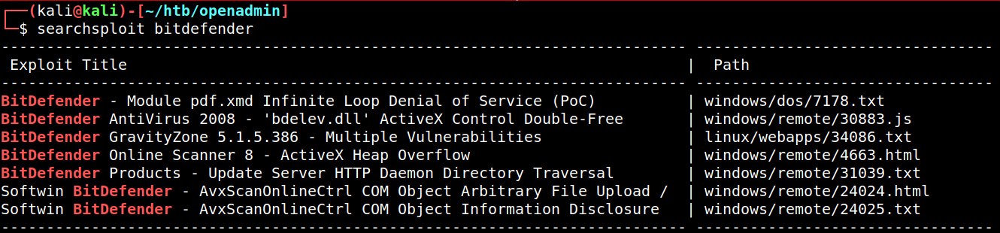 ┌──(kali@kali)-[~/htb/openadmin]
└─$ searchsploit bitdefender
---------------------------------------------------------------------------- ---------------------------------
 Exploit Title                                                              |  Path
---------------------------------------------------------------------------- ---------------------------------
BitDefender - Module pdf.xmd Infinite Loop Denial of Service (PoC)          | windows/dos/7178.txt
BitDefender AntiVirus 2008 - 'bdelev.dll' ActiveX Control Double-Free       | windows/remote/30883.js
BitDefender GravityZone 5.1.5.386 - Multiple Vulnerabilities                | linux/webapps/34086.txt
BitDefender Online Scanner 8 - ActiveX Heap Overflow                        | windows/remote/4663.html
BitDefender Products - Update Server HTTP Daemon Directory Traversal        | windows/remote/31039.txt
Softwin BitDefender - AvxScanOnlineCtrl COM Object Arbitrary File Upload /  | windows/remote/24024.html
Softwin BitDefender - AvxScanOnlineCtrl COM Object Information Disclosure   | windows/remote/24025.txt
---------------------------------------------------------------------------- ---------------------------------